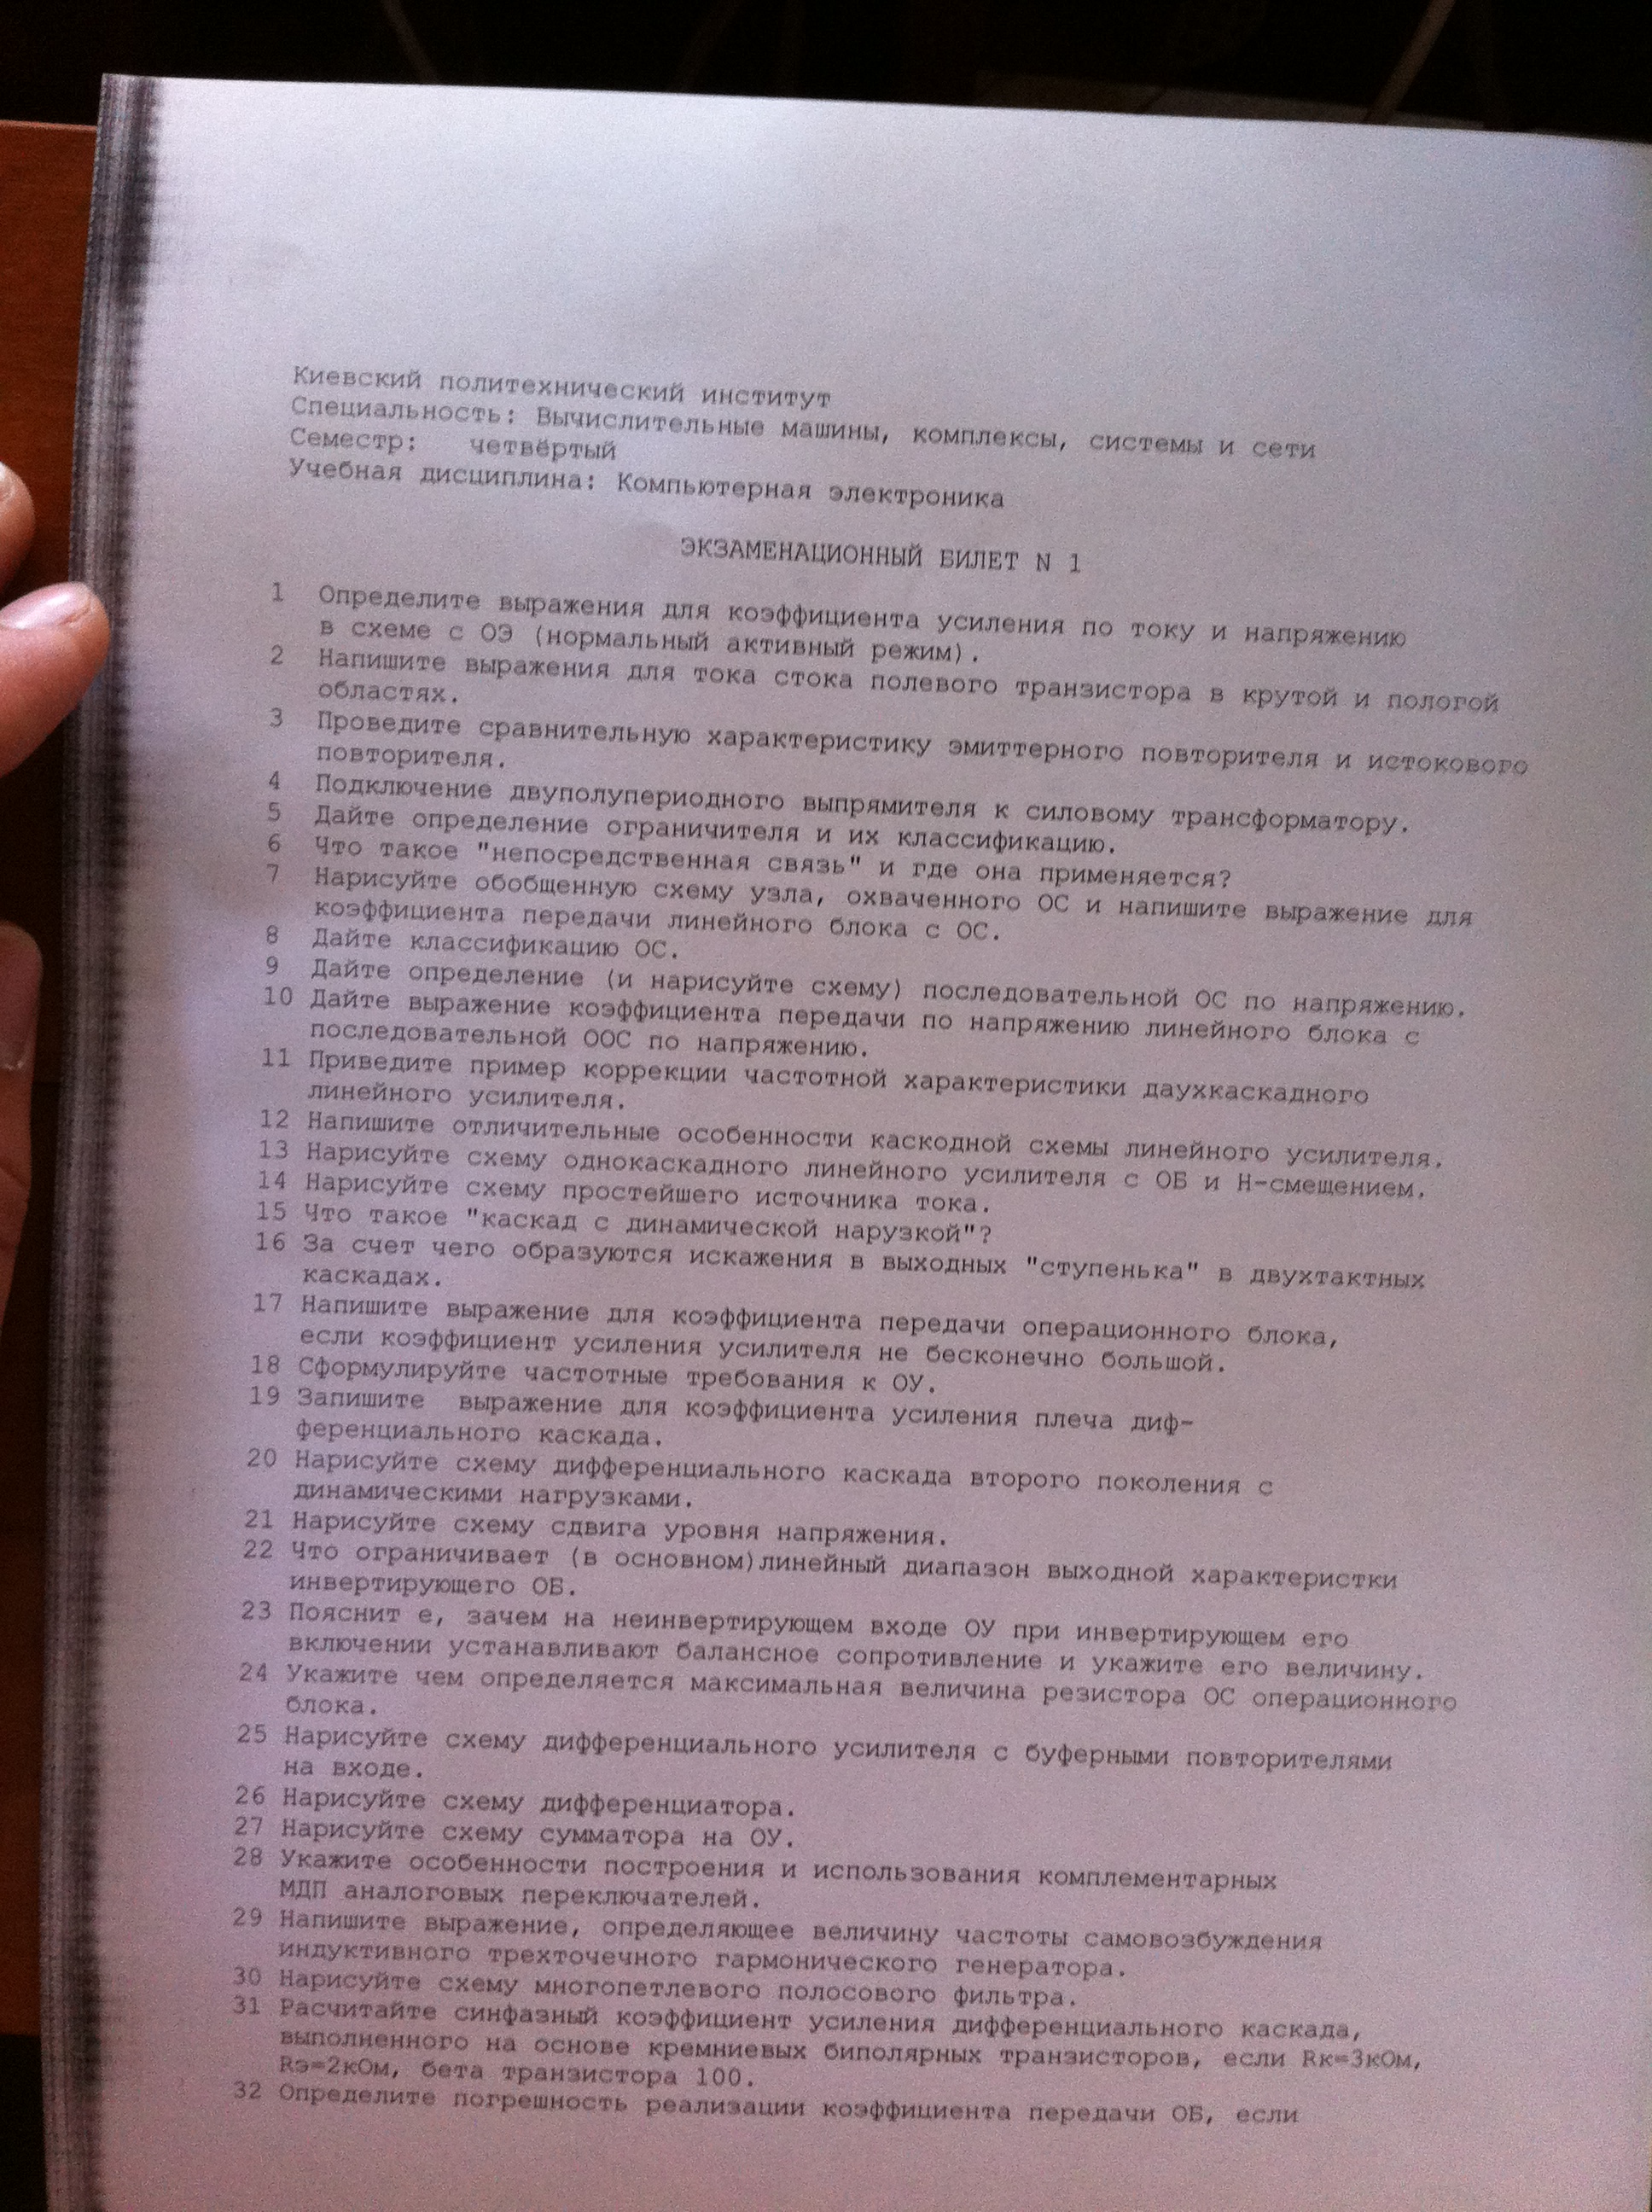 Киевский политехнический институт
Специальность: Вычислительные машины, комплексы, системы и сети
Семестр: четвёртый
Учебная дисциплина: Компьютерная электроника
ЭКЗАМЕНАЦИОННЫЙ БИЛЕТ N 1
1 Определите выражения для коэффициента усиления по току и напряжению
в схеме с ОЭ (нормальный активный режим).
2 Напишите выражения для тока стока полевого транзистора в крутой и пологой
областях.
3 Проведите сравнительную характеристику эмиттерного повторителя и истокового
повторителя.
4 Подключение двуполупериодного выпрямителя к силовому трансформатору.
5 Дайте определение ограничителя и их классификацию.
6 Что такое "непосредственная связь" и где она применяется?
7 Нарисуйте обобщенную схему узла, охваченного ОС и напишите выражение для
коэффициента передачи линейного блока с ОС.
8 Дайте классификацию ОС.
9 Дайте определение (и нарисуйте схему) последовательной ОС по напряжению.
10 Дайте выражение коэффициента передачи по напряжению линейного блока с
последовательной ООС по напряжению.
11 Приведите пример коррекции частотной характеристики даухкаскадного
линейного усилителя.
12 Напишите отличительные особенности каскодной схемы линейного усилителя.
13 Нарисуйте схему однокаскадного линейного усилителя с ОБ и Н-смещением.
14 Нарисуйте схему простейшего источника тока.
15 Что такое "каскад с динамической нарузкой"?
16 За счет чего образуются искажения в выходных "ступенька" в двухтактных
каскадах.
17 Напишите выражение для коэффициента передачи операционного блока,
если коэффициент усиления усилителя не бесконечно большой.
18 Сформулируйте частотные требования к ОУ.
19 Запишите выражение для коэффициента усиления плеча диф-
ференциального каскада.
20 Нарисуйте схему дифференциального каскада второго поколения с
динамическими нагрузками.
21 Нарисуйте схему сдвига уровня напряжения.
22 Что ограничивает (в основном)линейный диапазон выходной характеристки
инвертирующего ОБ.
23 Пояснит е, зачем на неинвертирующем входе ОУ при инвертирующем его
включении устанавливают балансное сопротивление и укажите его величину.
24 Укажите чем определяется максимальная величина резистора ОС операционного
блока.
25 Нарисуйте схему дифференциального усилителя с буферными повторителями
на входе.
26 Нарисуйте схему дифференциатора.
27 Нарисуйте схему сумматора на ОУ.
28 Укажите особенности построения и использования комплементарных
МДП аналоговых переключателей.
29 Напишите выражение, определяющее величину частоты самовозбуждения
индуктивного трехточечного гармонического генератора.
30 Нарисуйте схему многопетлевого полосового фильтра.
31 Расчитайте синфазный коэффициент усиления дифференциального каскада,
выполненного на основе кремниевых биполярных транзисторов, если Rк=3кОм,
Rэ=2кОм, бета транзистора 100.
32 Определите погрешность реализации коэффициента передачи ОБ, если